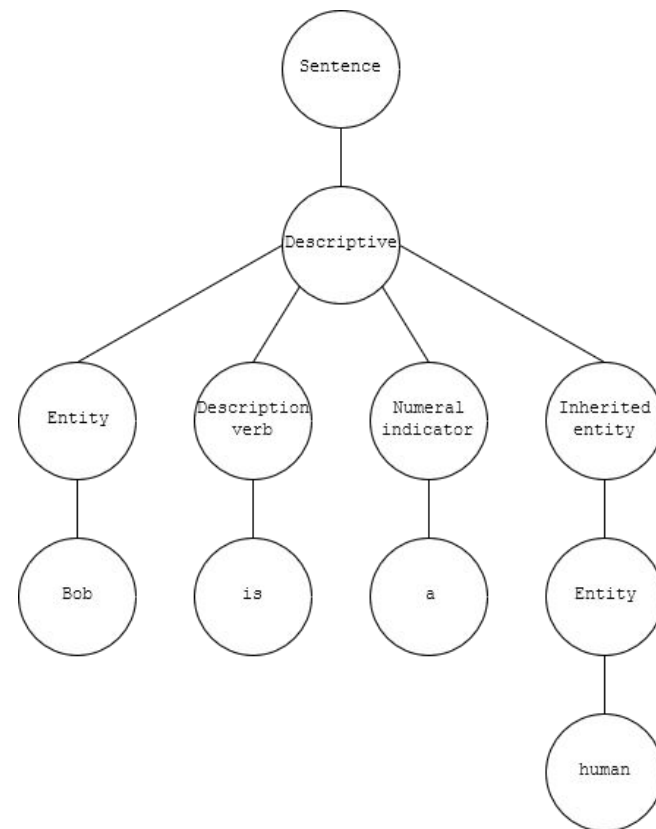 Sentence
Descriptive
Entity
Description
verb
Numeral
indicator
Inherited
entity
Bob
is
a
Entity
human